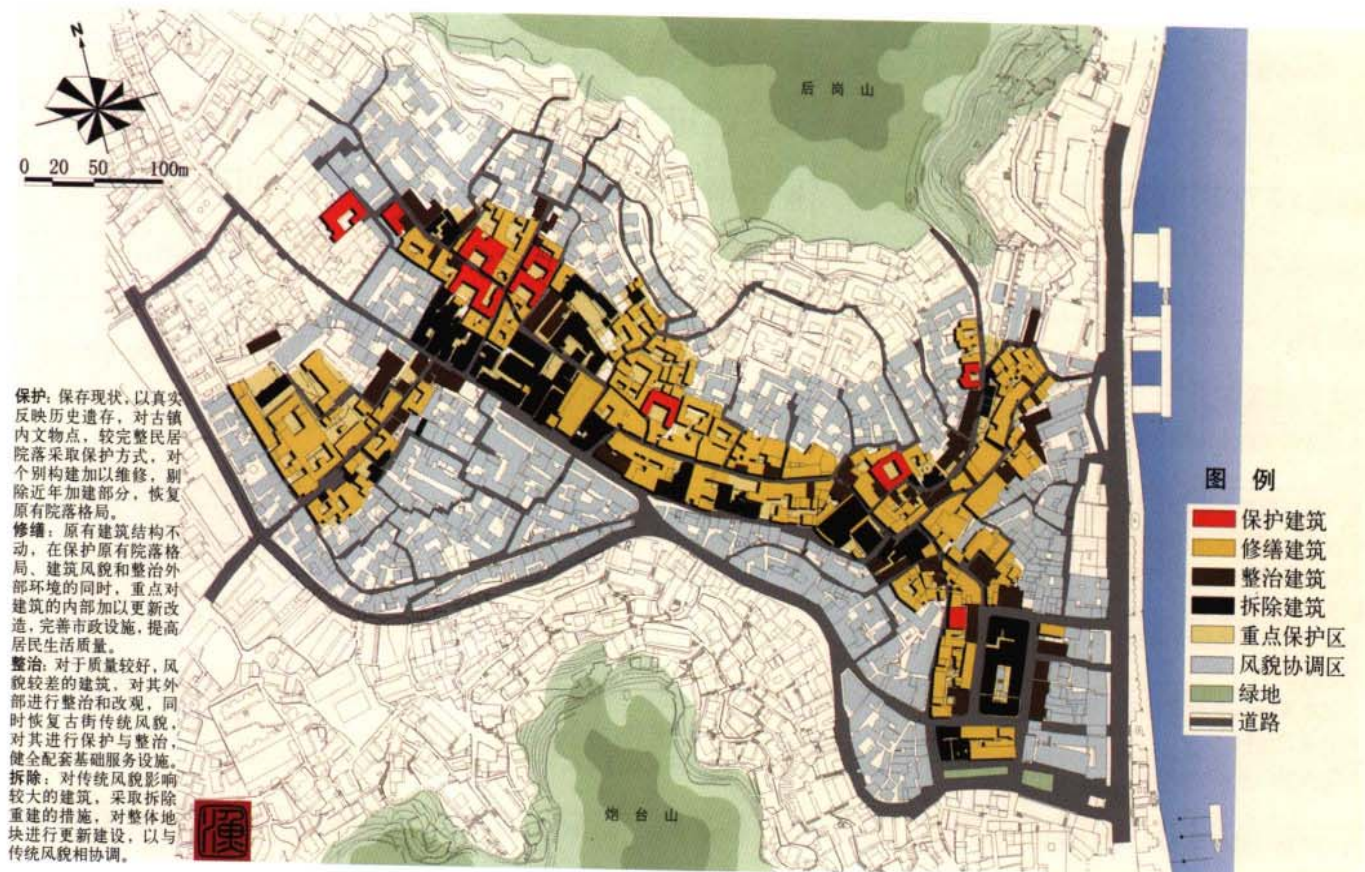 N
0 20 50 100m
后岗山
炮台山
保护：保存现状，以真实
反映历史遗存，对古镇
内文物点，较完整民居
院落采取保护方式，对
个别构建加以维修，剔
除近年加建部分，恢复
原有院落格局。
修缮：原有建筑结构不
动，在保护原有院落格
局、建筑风貌和整治外
部环境的同时，重点对
建筑的内部加以更新改
造，完善市政设施，提高
居民生活质量。
整治：对于质量较好，风
貌较差的建筑，对其外
部进行整治和改观，同
时恢复古街传统风貌，
对其进行保护与整治，
健全配套基础服务设施。
拆除：对传统风貌影响
较大的建筑，采取拆除
重建的措施，对整体地
块进行更新建设，以与
传统风貌相协调。
图 例
保护建筑
修缮建筑
整治建筑
拆除建筑
重点保护区
风貌协调区
绿地
道路